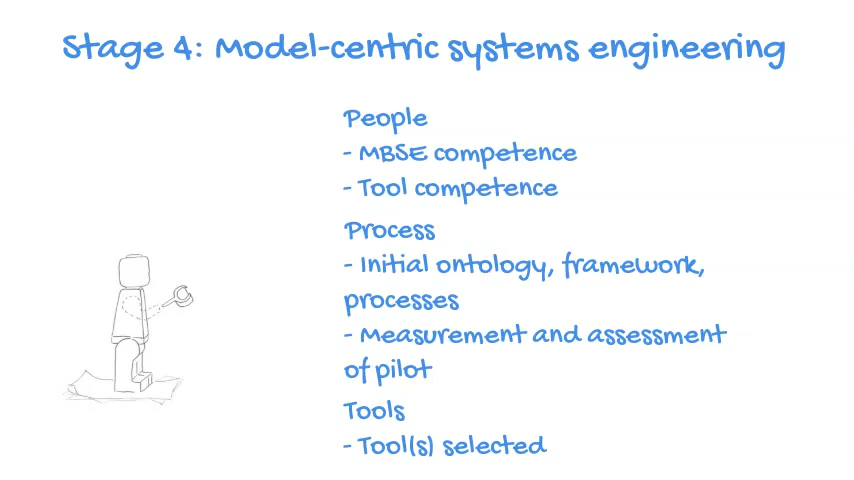 Stage 4: Model-centric systems engineering
People
- MBSE competence
- Tool competence
Process
- Initial ontology, framework,
processes
- Measurement and assessment
of pilot
Tools
- Tool(s) selected